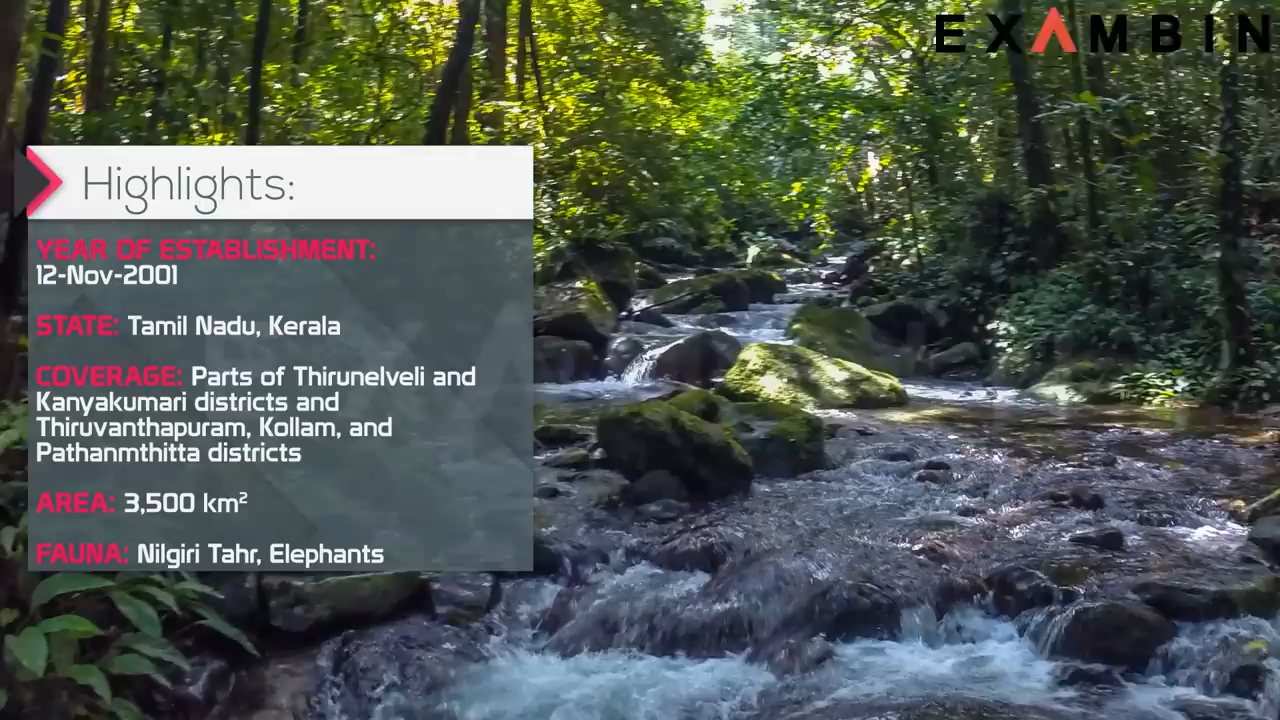 EXAMBIN
Highlights:
YEAR OF ESTABLISHMENT:
12-Nov-2001
STATE: Tamil Nadu, Kerala
COVERAGE: Parts of Thirunelveli and
Kanyakumari districts and
Thiruvanthapuram, Kollam, and
Pathanmthitta districts
AREA: 3,500 km²
FAUNA: Nilgiri Tahr, Elephants